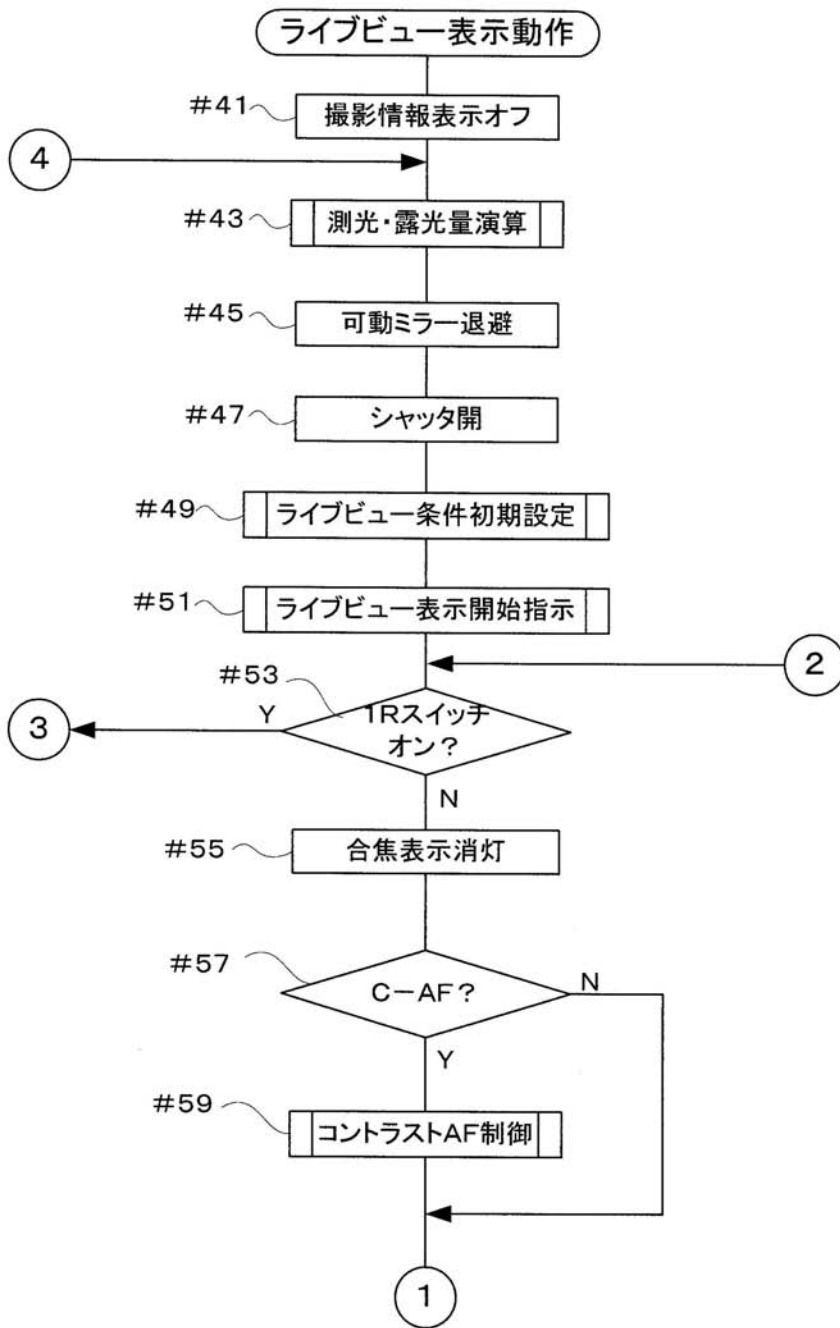 ライブビュー表示動作
#41
撮影情報表示オフ
4
#43
測光・露光量演算
#45
可動ミラー退避
#47
シャッタ開
#49
ライブビュー条件初期設定
#51
ライブビュー表示開始指示
2
#53
3
Y
1Rスイッチ
オン?
N
#55
合焦表示消灯
#57
C-AF?
N
Y
#59
コントラストAF制御
1